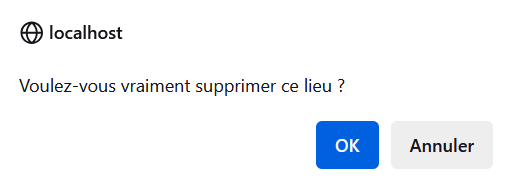 localhost
Voulez-vous vraiment supprimer ce lieu ?
OK
Annuler